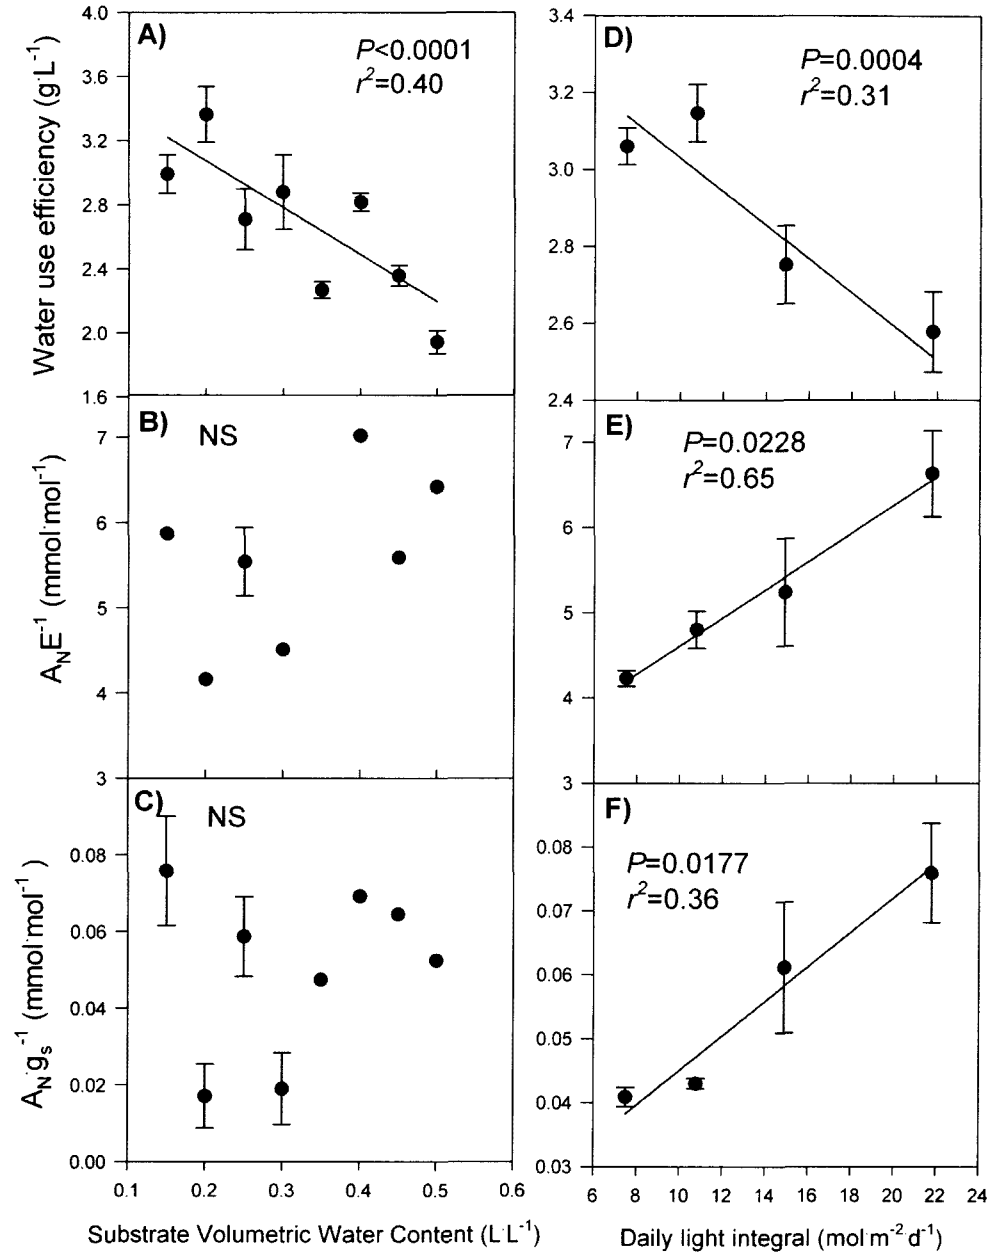 A)
P<0.0001
r²=0.40
Water use efficiency (g·L⁻¹)
4.0
3.6
3.2
2.8
2.4
2.0
1.6
D)
P=0.0004
r²=0.31
3.4
3.2
3.0
2.8
2.6
2.4
B)
NS
A_N E⁻¹ (mmol·mol⁻¹)
7
6
5
4
3
E)
P=0.0228
r²=0.65
7
6
5
4
3
C)
NS
A_N·g_s⁻¹ (mmol·mol⁻¹)
0.08
0.06
0.04
0.02
0.00
0.1 0.2 0.3 0.4 0.5 0.6
Substrate Volumetric Water Content (L·L⁻¹)
F)
P=0.0177
r²=0.36
0.08
0.07
0.06
0.05
0.04
0.03
6 8 10 12 14 16 18 20 22 24
Daily light integral (mol·m⁻²·d⁻¹)